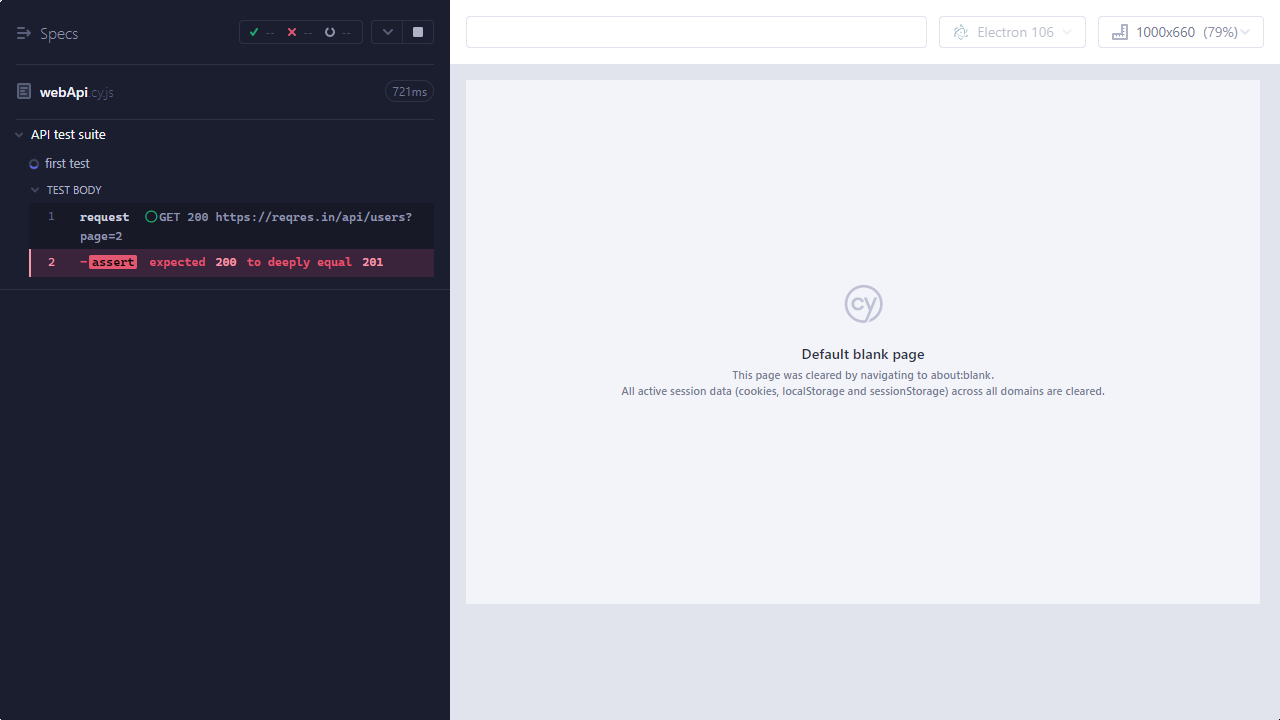 Specs
--
--
--
webApi.cy.js
721ms
API test suite
first test
TEST BODY
1 request GET 200 https://reqres.in/api/users?
page=2
2 -assert expected 200 to deeply equal 201
Electron 106
1000x660 (79%)
cy
Default blank page
This page was cleared by navigating to about:blank.
All active session data (cookies, localStorage and sessionStorage) across all domains are cleared.